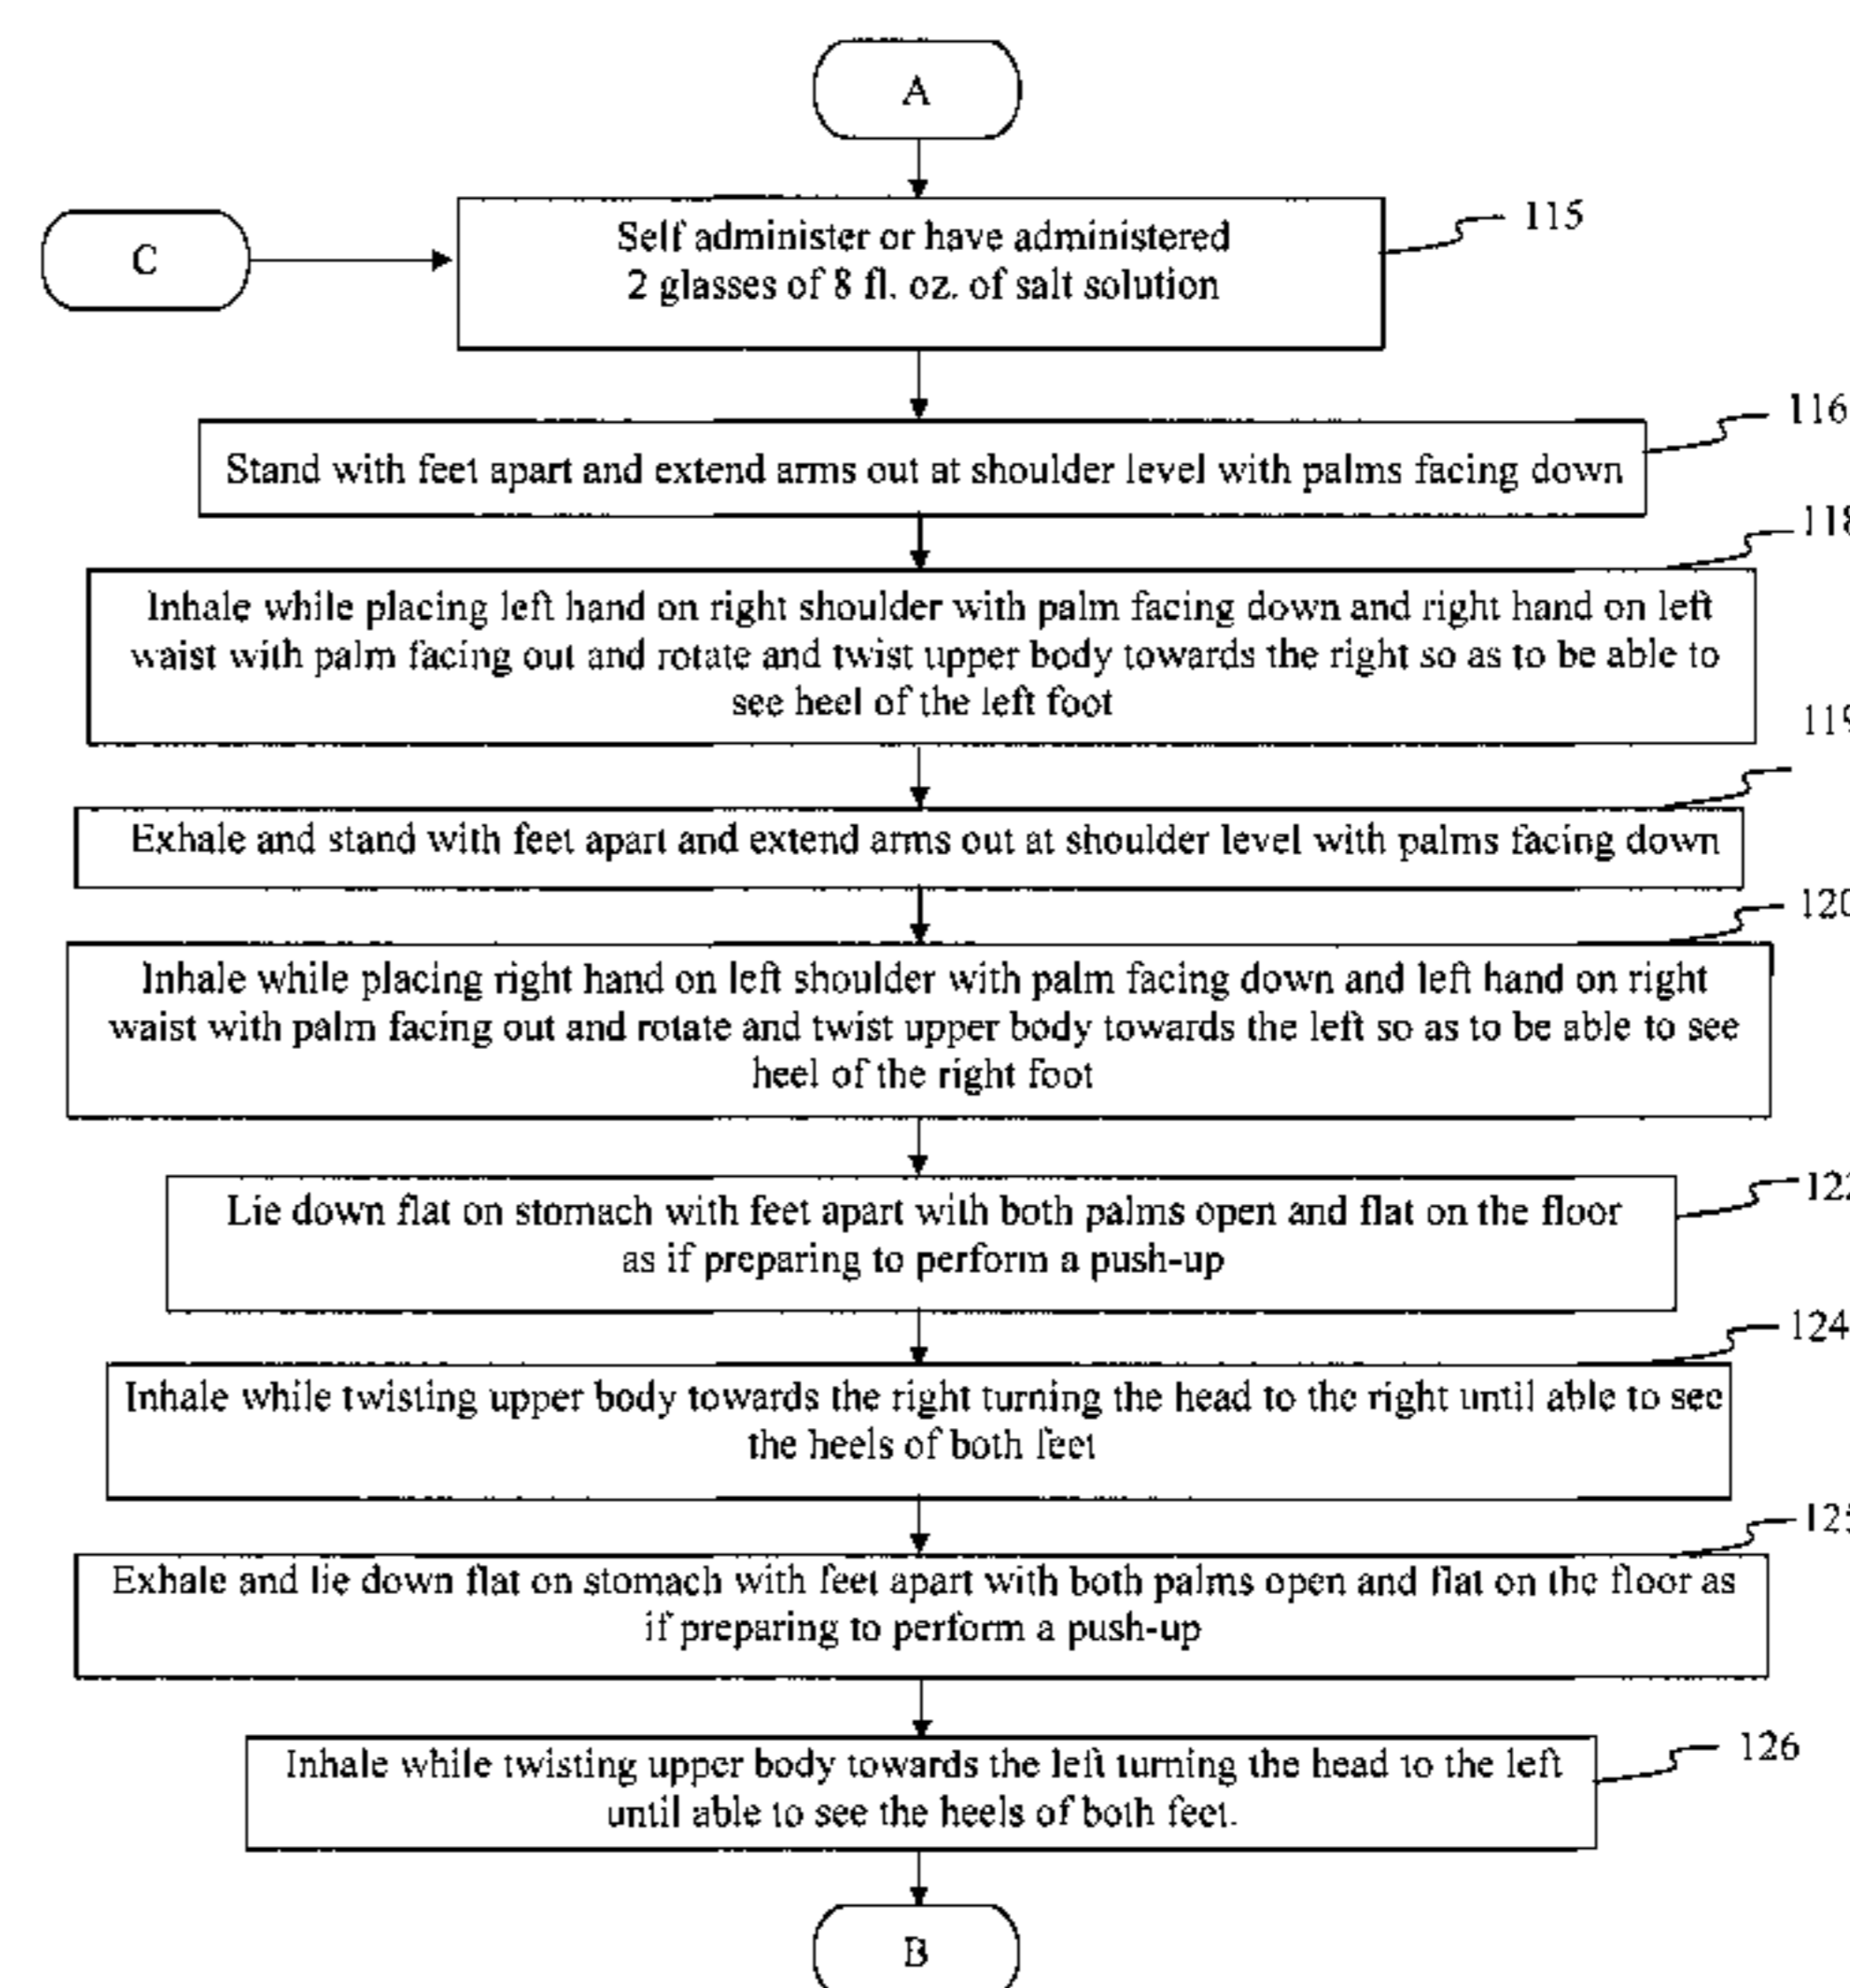 A
C
Self administer or have administered
2 glasses of 8 fl. oz. of salt solution
115
Stand with feet apart and extend arms out at shoulder level with palms facing down
116
118
Inhale while placing left hand on right shoulder with palm facing down and right hand on left
waist with palm facing out and rotate and twist upper body towards the right so as to be able to
see heel of the left foot
119
Exhale and stand with feet apart and extend arms out at shoulder level with palms facing down
120
Inhale while placing right hand on left shoulder with palm facing down and left hand on right
waist with palm facing out and rotate and twist upper body towards the left so as to be able to see
heel of the right foot
Lie down flat on stomach with feet apart with both palms open and flat on the floor
as if preparing to perform a push-up
122
124
Inhale while twisting upper body towards the right turning the head to the right until able to see
the heels of both feet
125
Exhale and lie down flat on stomach with feet apart with both palms open and flat on the floor as
if preparing to perform a push-up
Inhale while twisting upper body towards the left turning the head to the left
until able to see the heels of both feet.
126
B